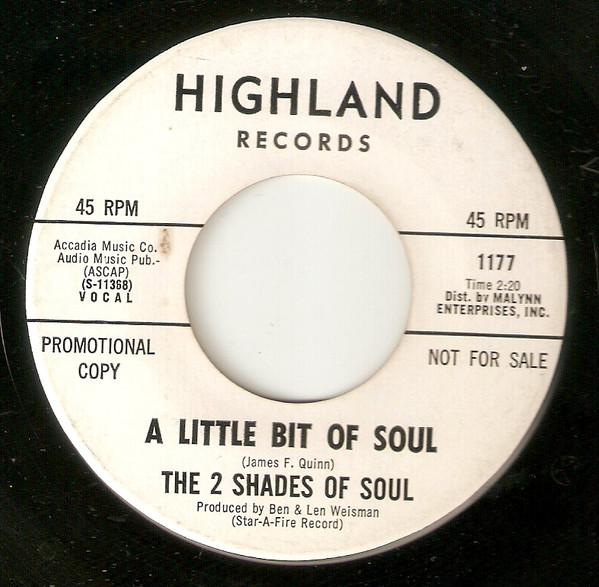 HIGHLAND
RECORDS
45 RPM
Accadia Music Co.
Audio Music Pub.-
(ASCAP)
(S-11368)
VOCAL
PROMOTIONAL
COPY
45 RPM
1177
Time 2:20
Dist. by MALYNN
ENTERPRISES, INC.
NOT FOR SALE
A LITTLE BIT OF SOUL
(James F. Quinn)
THE 2 SHADES OF SOUL
Produced by Ben & Len Weisman
(Star-A-Fire Record)